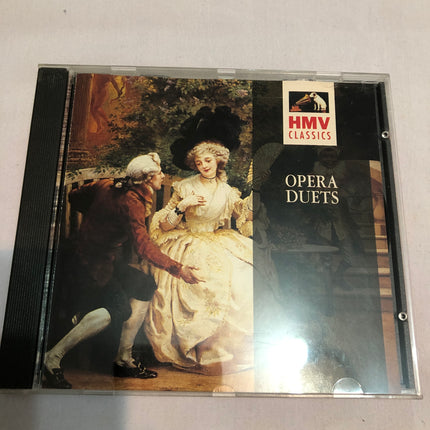 HMV
CLASSICS
OPERA
DUETS